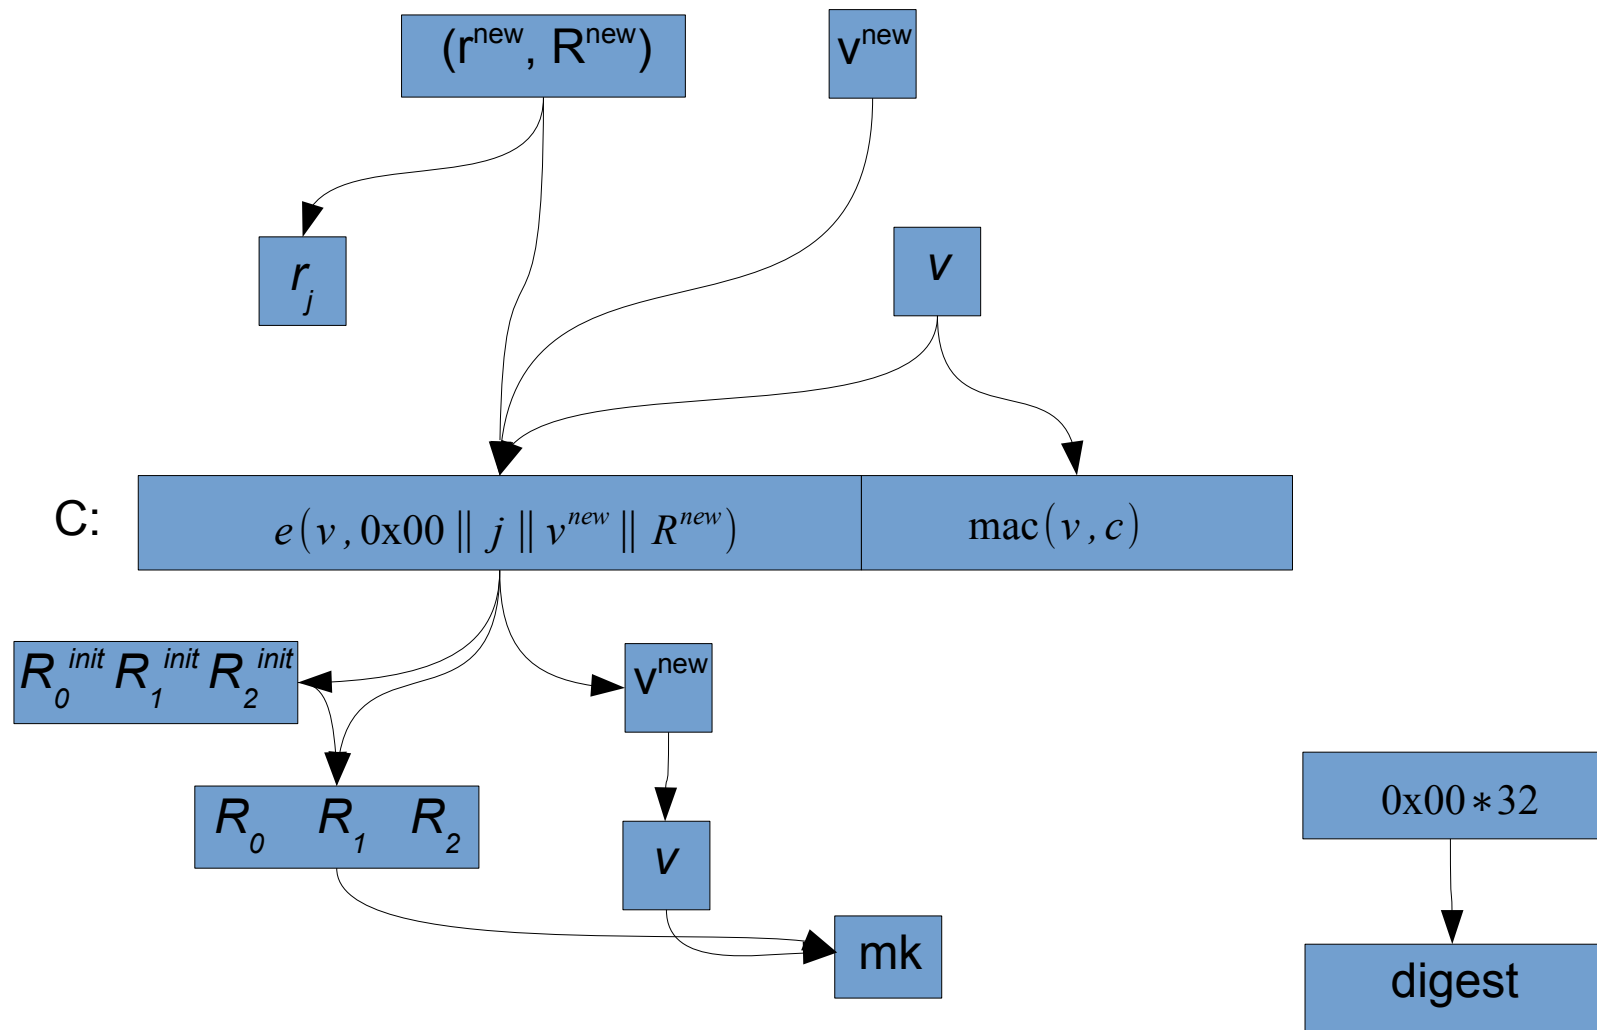 (r^new, R^new)
v^new
r_j
v
C:
e(v, 0x00 || j || v^new || R^new)
mac(v, c)
R_0^init R_1^init R_2^init
v^new
R_0 R_1 R_2
0x00*32
v
mk
digest